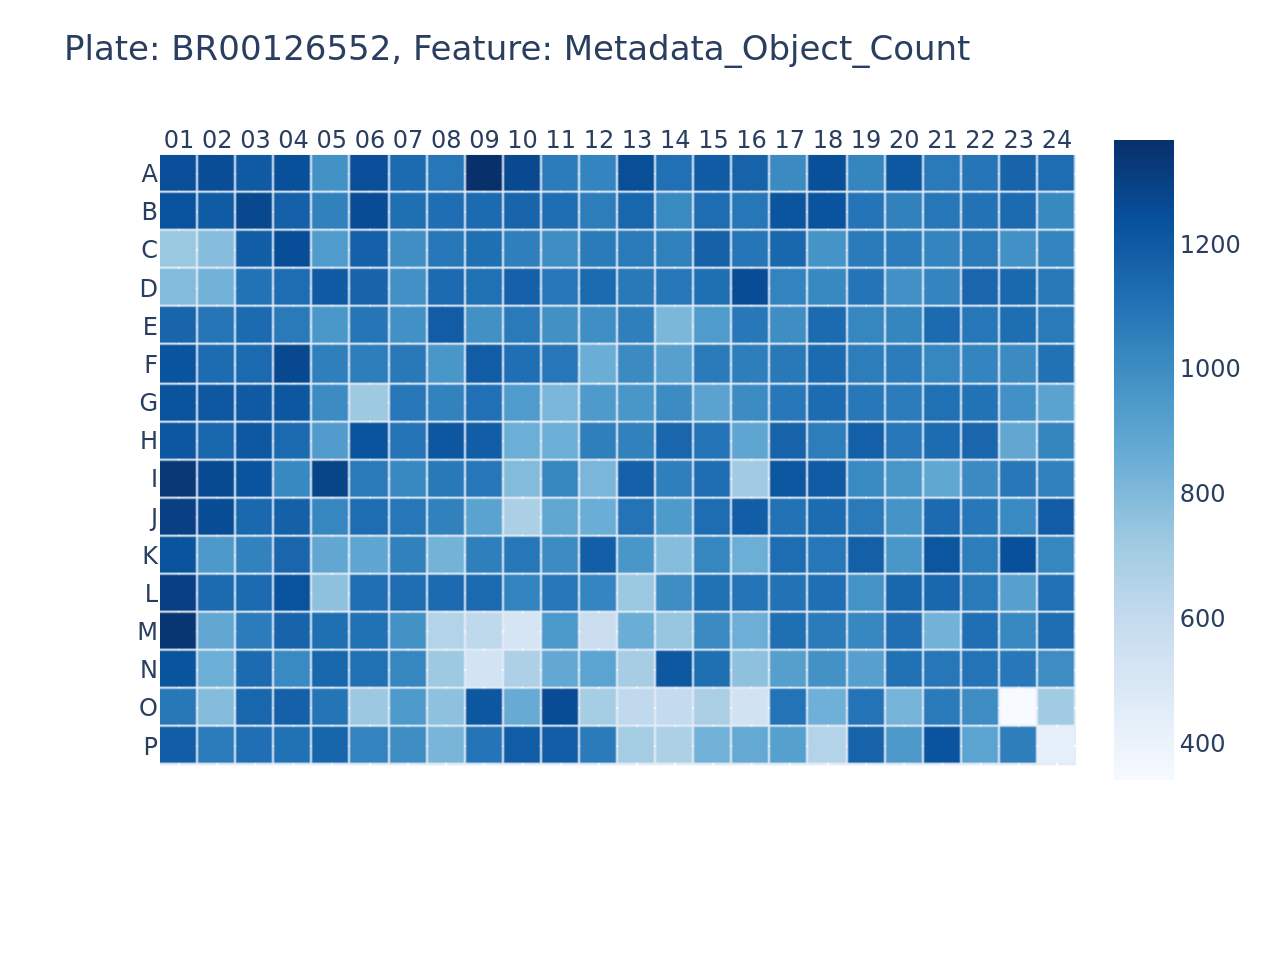 Plate: BR00126552, Feature: Metadata_Object_Count
01 02 03 04 05 06 07 08 09 10 11 12 13 14 15 16 17 18 19 20 21 22 23 24
A
B
C
D
E
F
G
H
I
J
K
L
M
N
O
P
1200
1000
800
600
400